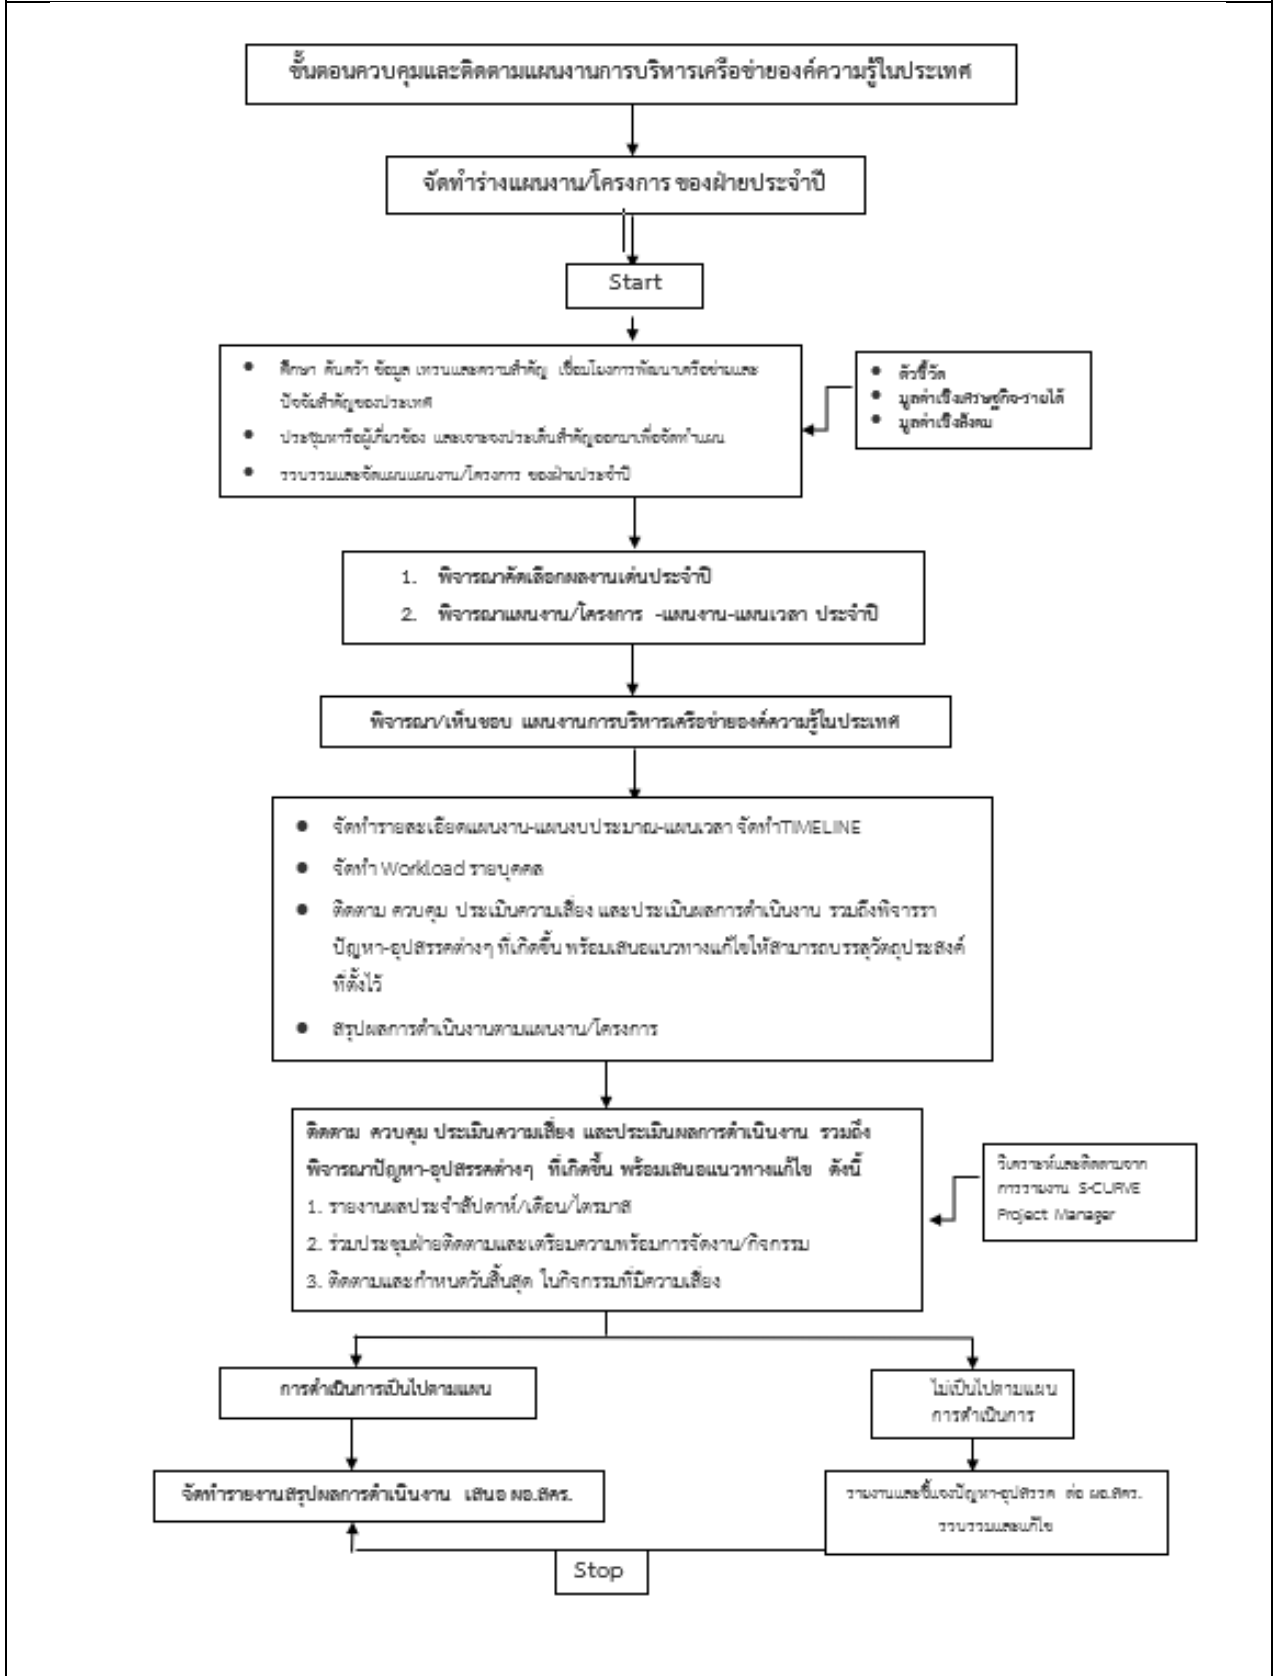 ขั้นตอนควบคุมและติดตามแผนงานการบริหารเครือข่ายองค์ความรู้ในประเทศ
จัดทำร่างแผนงาน/โครงการ ของฝ่ายประจำปี
Start
ศึกษา ค้นคว้า ข้อมูล เทรนและความสำคัญ เชื่อมโยงการพัฒนาเครือข่ายและ
ปัจจัยสำคัญของประเทศ
ประชุมหารือผู้เกี่ยวข้อง และเจาะจงประเด็นสำคัญออกมาเพื่อจัดทำแผน
รวบรวมและจัดแผนแผนงาน/โครงการ ของฝ่ายประจำปี
ตัวชี้วัด
มูลค่าเชิงเศรษฐกิจ-รายได้
มูลค่าเชิงสังคม
1. พิจารณาคัดเลือกผลงานเด่นประจำปี
2. พิจารณาแผนงาน/โครงการ -แผนงาน-แผนเวลา ประจำปี
พิจารณา/เห็นชอบ แผนงานการบริหารเครือข่ายองค์ความรู้ในประเทศ
จัดทำรายละเอียดแผนงาน-แผนงบประมาณ-แผนเวลา จัดทำTIMELINE
จัดทำ Workload รายบุคคล
ติดตาม ควบคุม ประเมินความเสี่ยง และประเมินผลการดำเนินงาน รวมถึงพิจารรา
ปัญหา-อุปสรรคต่างๆ ที่เกิดขึ้น พร้อมเสนอแนวทางแก้ไขให้สามารถบรรลุวัตถุประสงค์
ที่ตั้งไว้
สรุปผลการดำเนินงานตามแผนงาน/โครงการ
ติดตาม ควบคุม ประเมินความเสี่ยง และประเมินผลการดำเนินงาน รวมถึง
พิจารณาปัญหา-อุปสรรคต่างๆ ที่เกิดขึ้น พร้อมเสนอแนวทางแก้ไข ดังนี้
1. รายงานผลประจำสัปดาห์/เดือน/ไตรมาส
2. ร่วมประชุมฝ่ายติดตามและเตรียมความพร้อมการจัดงาน/กิจกรรม
3. ติดตามและกำหนดวันสิ้นสุด ในกิจกรรมที่มีความเสี่ยง
วิเคราะห์และติดตามจาก
การรายงาน S-CURVE
Project Manager
การดำเนินการเป็นไปตามแผน
ไม่เป็นไปตามแผน
การดำเนินการ
จัดทำรายงานสรุปผลการดำเนินงาน เสนอ ผอ.สคร.
รายงานและชี้แจงปัญหา-อุปสรรค ต่อ ผอ.สคร.
รวบรวมและแก้ไข
Stop